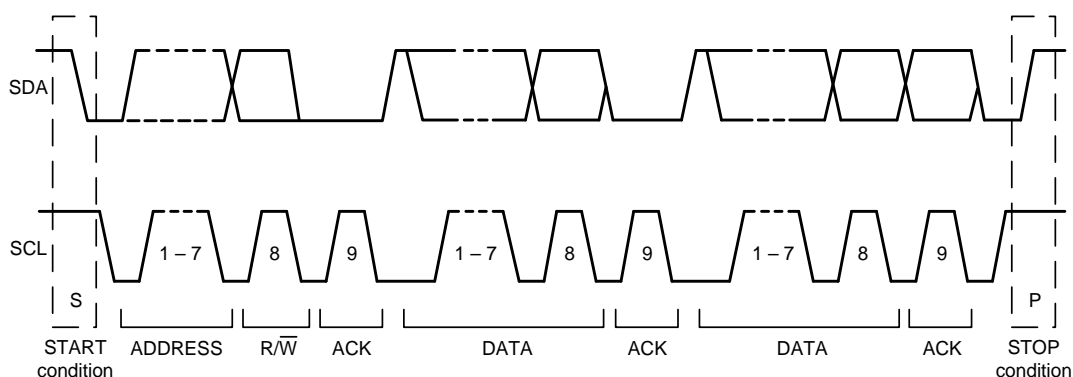 SDA
SCL
1 – 7 8 9 1 – 7 8 9 1 – 7 8 9
S P
START condition ADDRESS R/W̅ ACK DATA ACK DATA ACK STOP condition